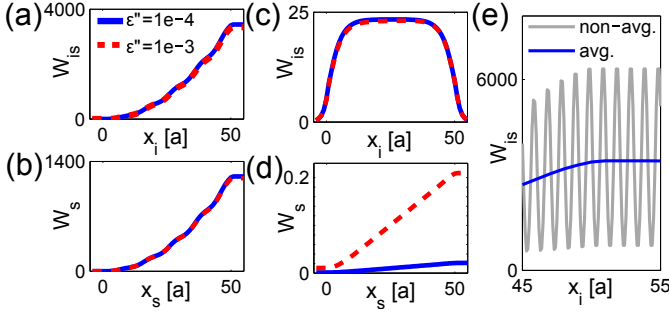 (a)
4000
W_is
0
ε"=1e−4
ε"=1e−3
0
50
x_i [a]
(b)
1400
W_s
0
0
50
x_s [a]
(c)
25
W_is
0
0
50
x_i [a]
(d)
0.2
W_s
0
0
50
x_s [a]
(e)
non−avg.
avg.
6000
W_is
0
45
55
x_i [a]